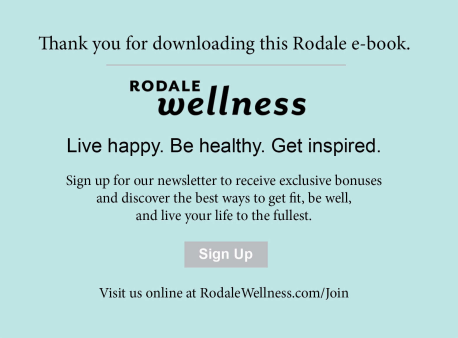 Thank you for downloading this Rodale e-book.
RODALE
wellness
Live happy. Be healthy. Get inspired.
Sign up for our newsletter to receive exclusive bonuses
and discover the best ways to get fit, be well,
and live your life to the fullest.
Sign Up
Visit us online at RodaleWellness.com/Join